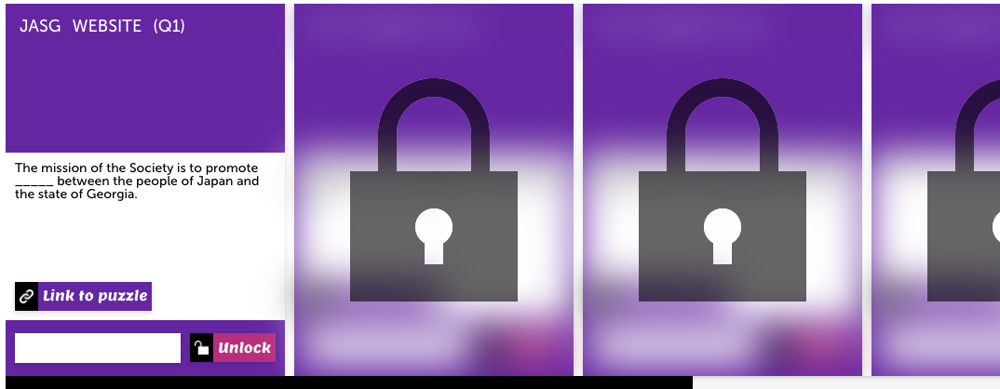 JASG WEBSITE (Q1)
The mission of the Society is to promote
_____ between the people of Japan and
the state of Georgia.
Link to puzzle
Unlock